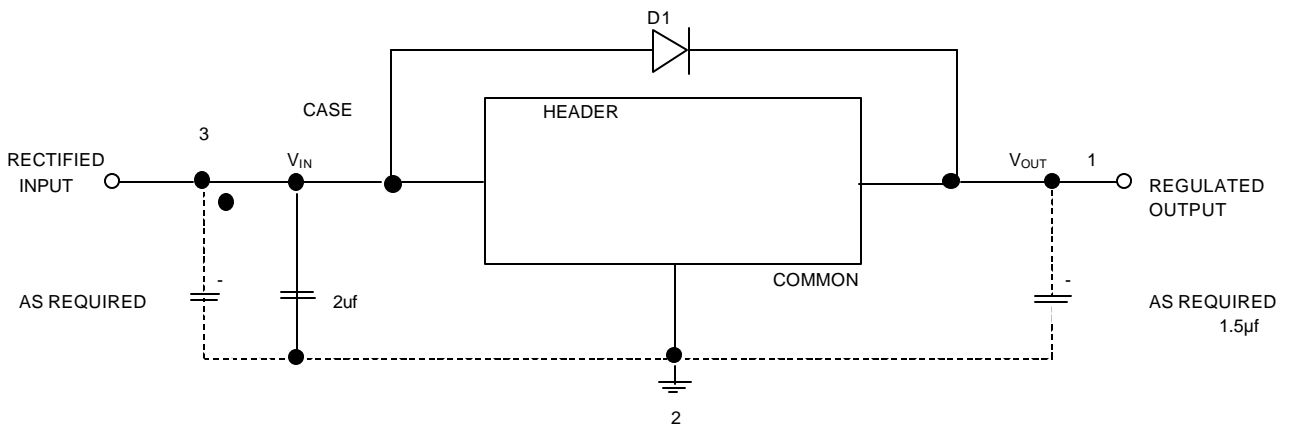 D1
CASE
HEADER
3
RECTIFIED
INPUT
VIN
VOUT
1
REGULATED
OUTPUT
COMMON
-
-
AS REQUIRED
2uf
AS REQUIRED
1.5µf
2